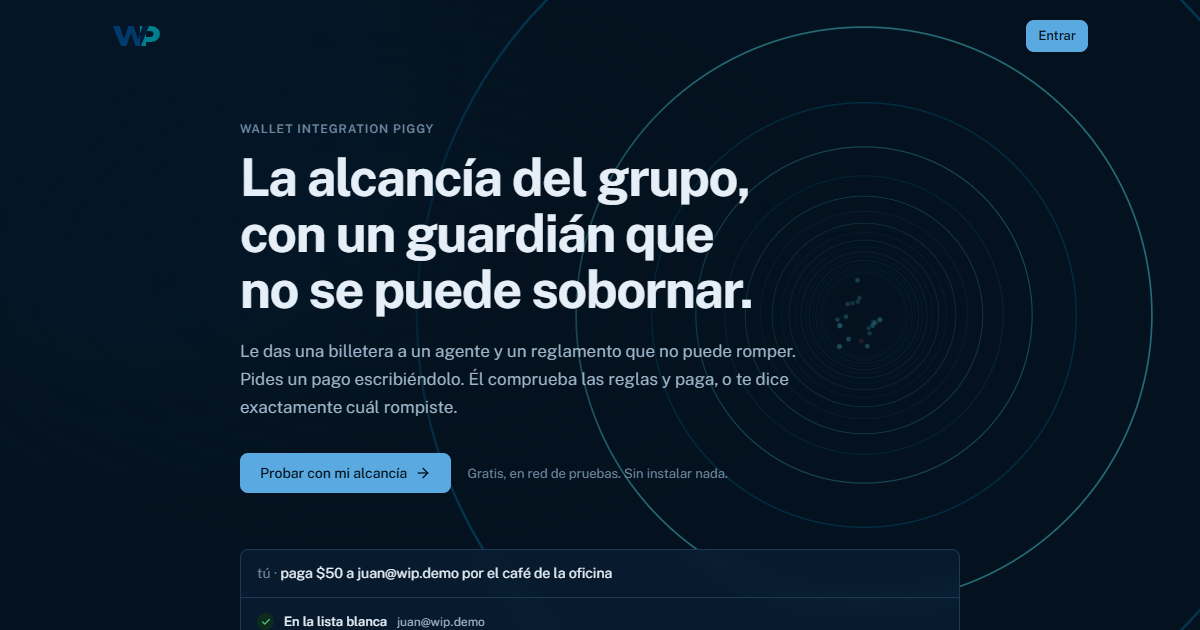 WP
Entrar
WALLET INTEGRATION PIGGY
La alcancía del grupo,
con un guardián que
no se puede sobornar.
Le das una billetera a un agente y un reglamento que no puede romper.
Pides un pago escribiéndolo. Él comprueba las reglas y paga, o te dice
exactamente cuál rompiste.
Probar con mi alcancía →
Gratis, en red de pruebas. Sin instalar nada.
tú · paga $50 a juan@wip.demo por el café de la oficina
En la lista blanca juan@wip.demo